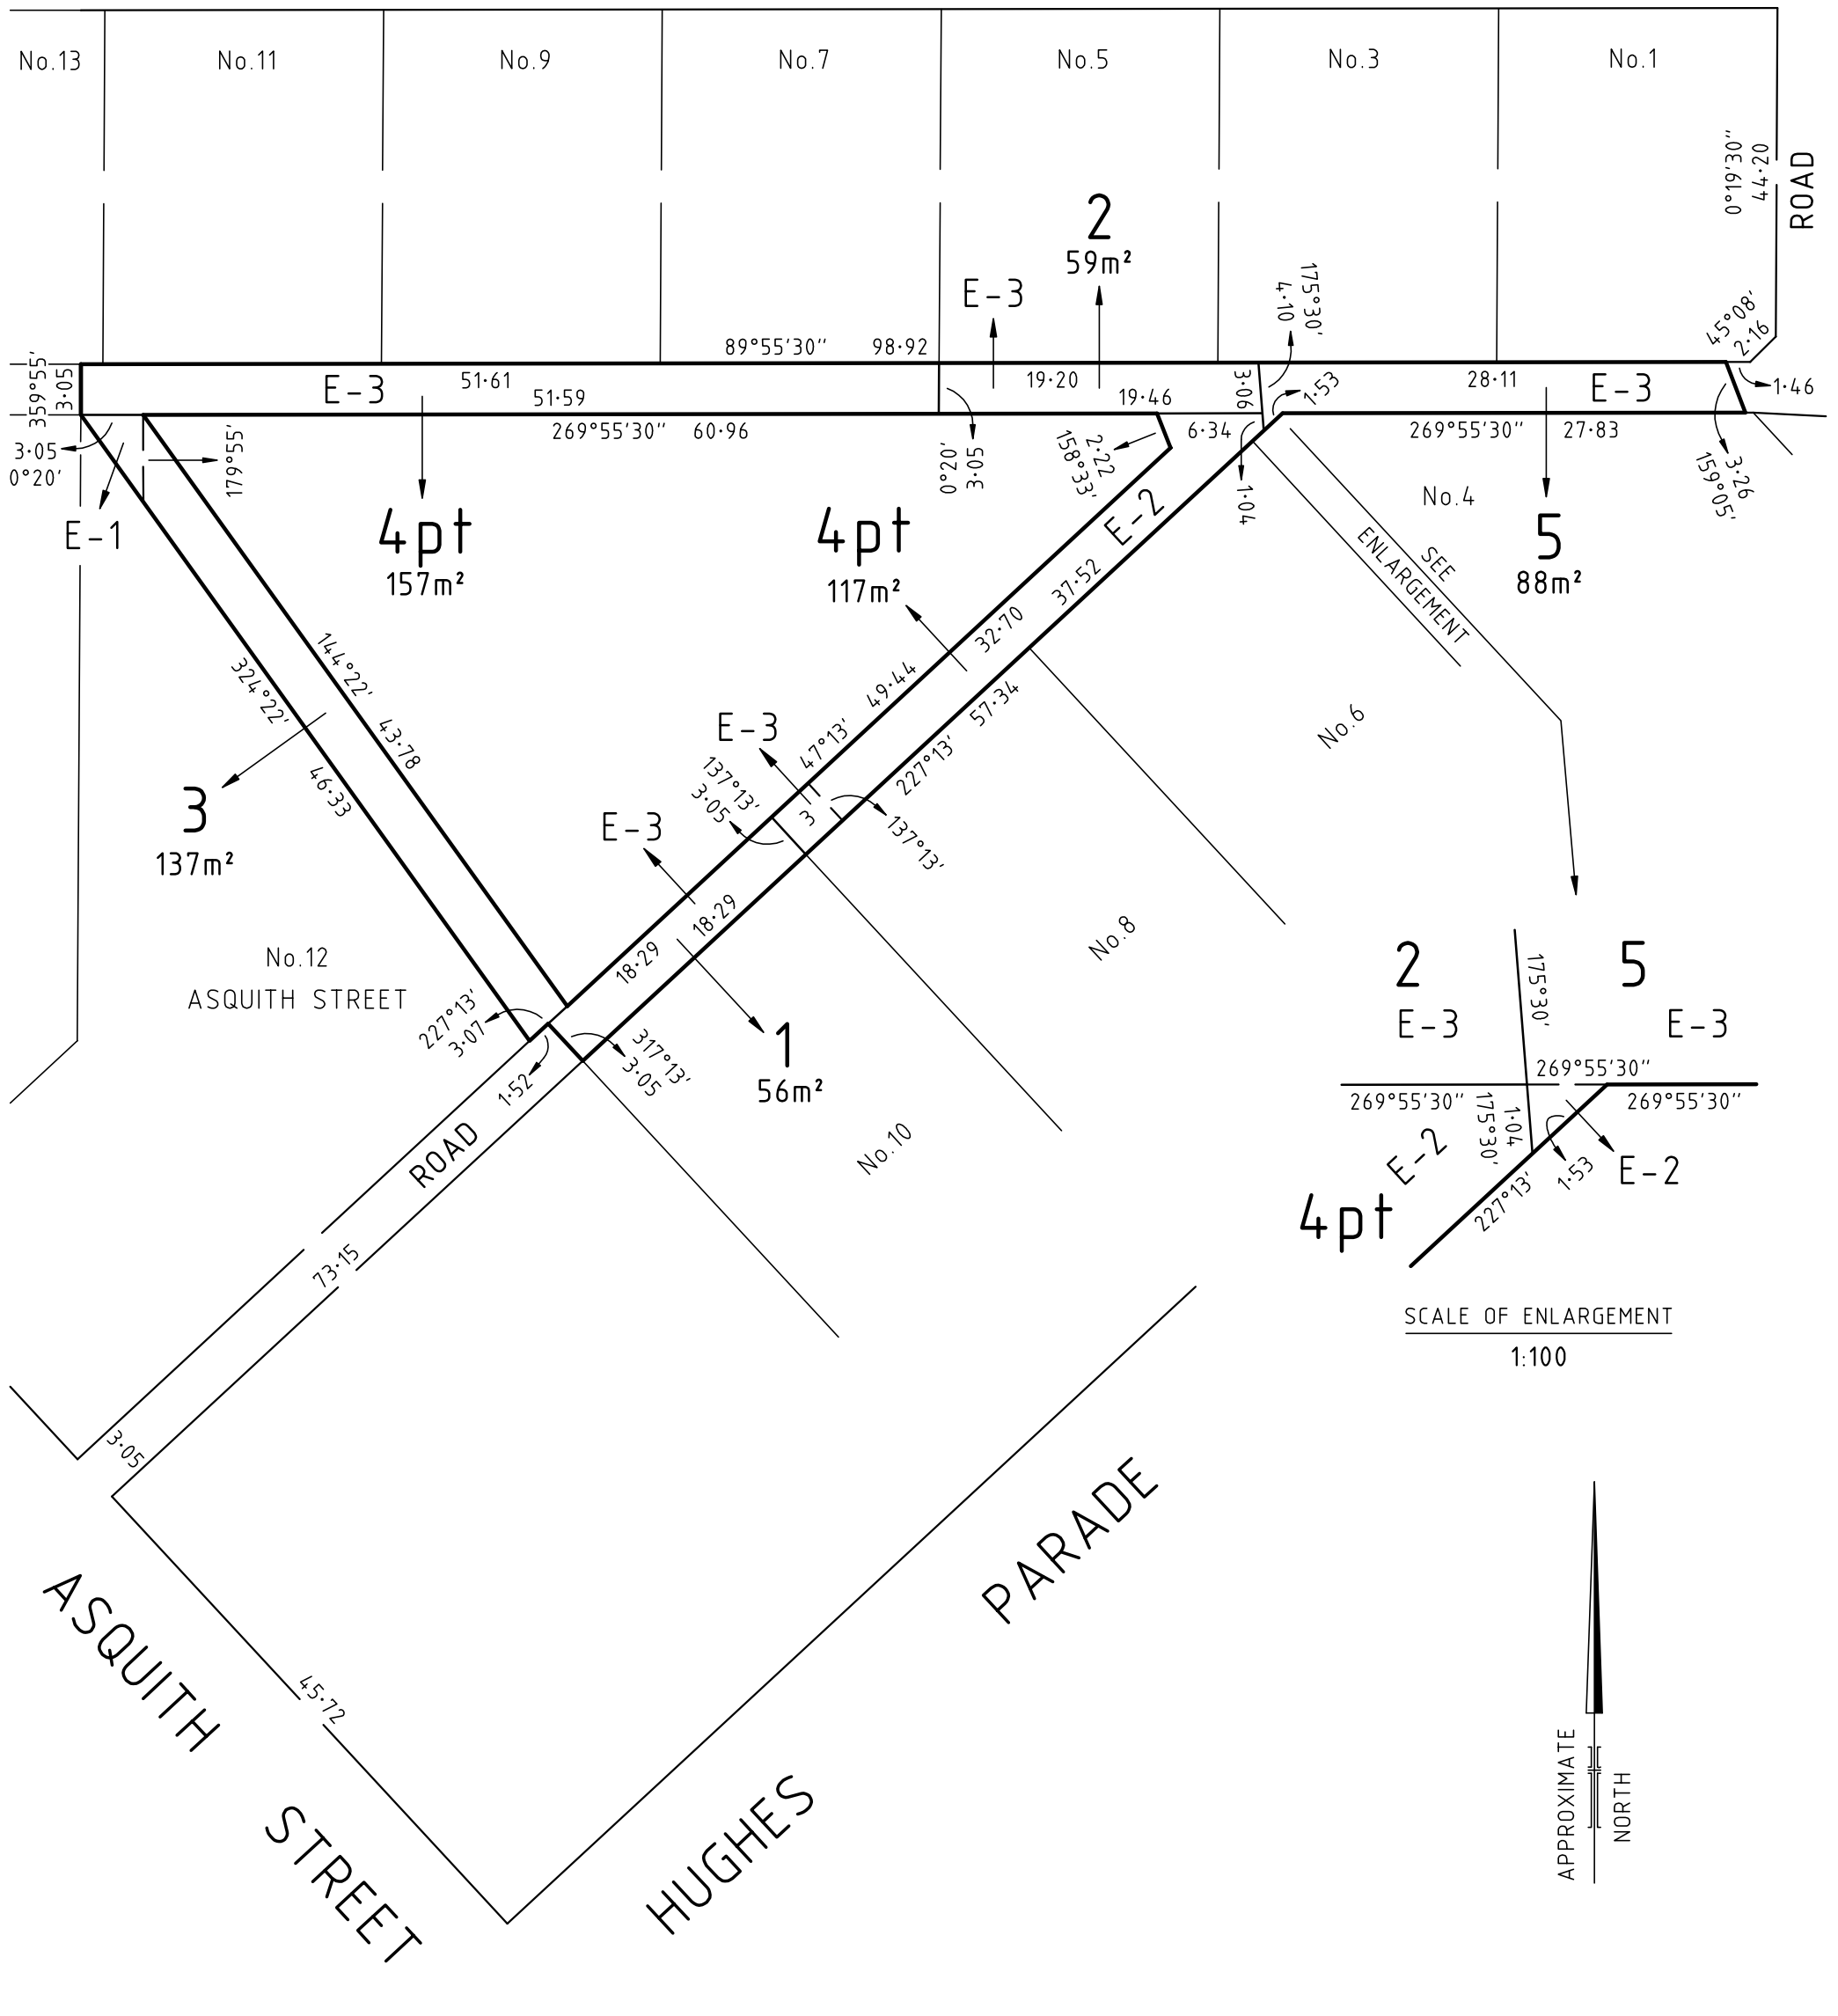 No.13
No.11
No.9
No.7
No.5
No.3
No.1
0°19'30"
44·20
ROAD
2
59m²
E-3
175°30'
4·10
45°08'
2·16
89°55'30" 98·92
359°55'
3·05
E-3
51·61
51·59
19·20
19·46
3·06
1·53
28·11
E-3
1·46
269°55'30" 60·96
6·34
269°55'30" 27·83
3·05
0°20'
179°55'
0°20'
3·05
2·22
158°33'
1·04
3·26
159°05'
E-1
4pt
157m²
4pt
117m²
E-2
No.4
5
88m²
SEE
ENLARGEMENT
144°22'
43·78
324°22'
46·33
37·52
32·70
49·44
47°13'
57·34
227°13'
No.6
E-3
137°13'
3·05
3
137°13'
E-3
3
137m²
18·29
18·29
No.8
No.12
ASQUITH STREET
227°13'
3·07
1·52
317°13'
3·05
1
56m²
No.10
ROAD
73·15
3·05
2
5
175°30'
E-3
E-3
269°55'30"
269°55'30"
269°55'30"
1·04
175°30'
E-2
E-2
1·53
227°13'
4pt
SCALE OF ENLARGEMENT
1:100
45·72
ASQUITH STREET
HUGHES PARADE
APPROXIMATE
NORTH